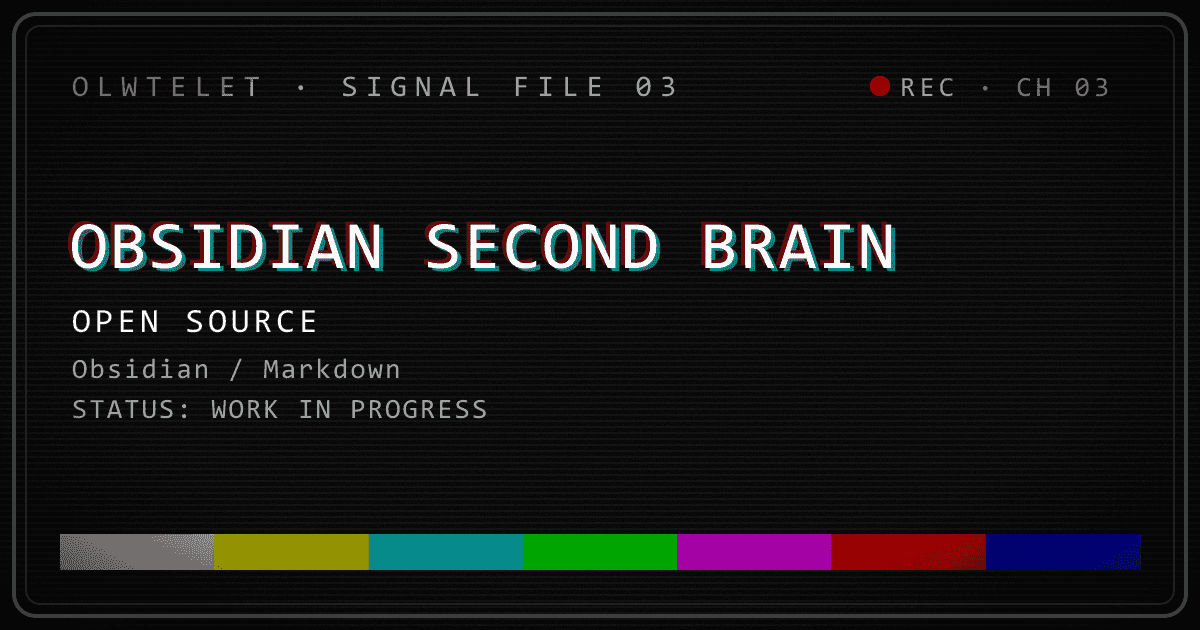 OLWTELET · SIGNAL FILE 03
REC · CH 03
OBSIDIAN SECOND BRAIN
OPEN SOURCE
Obsidian / Markdown
STATUS: WORK IN PROGRESS